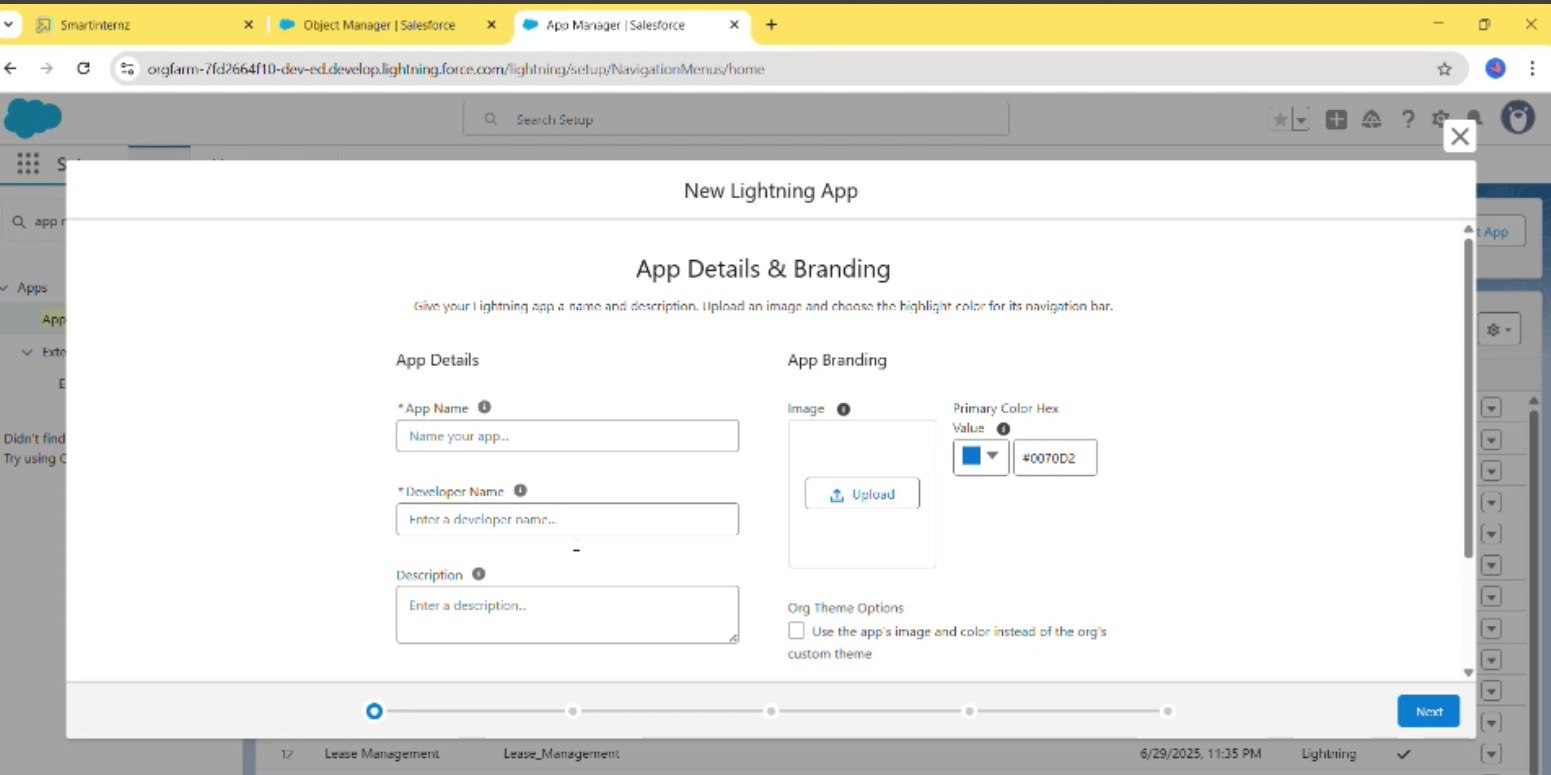 Smartinternz
Object Manager | Salesforce
App Manager | Salesforce
orgfarm-7fd2664f10-dev-ed.develop.lightning.force.com/lightning/setup/NavigationMenus/home
Search Setup
New Lightning App
app
t App
App Details & Branding
Apps
Give your Lightning app a name and description. Upload an image and choose the highlight color for its navigation bar.
App
Exte
App Details
App Branding
E
*App Name
Image
Primary Color Hex
Value
Name your app...
Didn't find
Try using
#0070D2
*Developer Name
Upload
Enter a developer name...
Description
Enter a description...
Org Theme Options
Use the app's image and color instead of the org's
custom theme
Next
12 Lease Management Lease_Management 6/29/2025, 11:35 PM Lightning